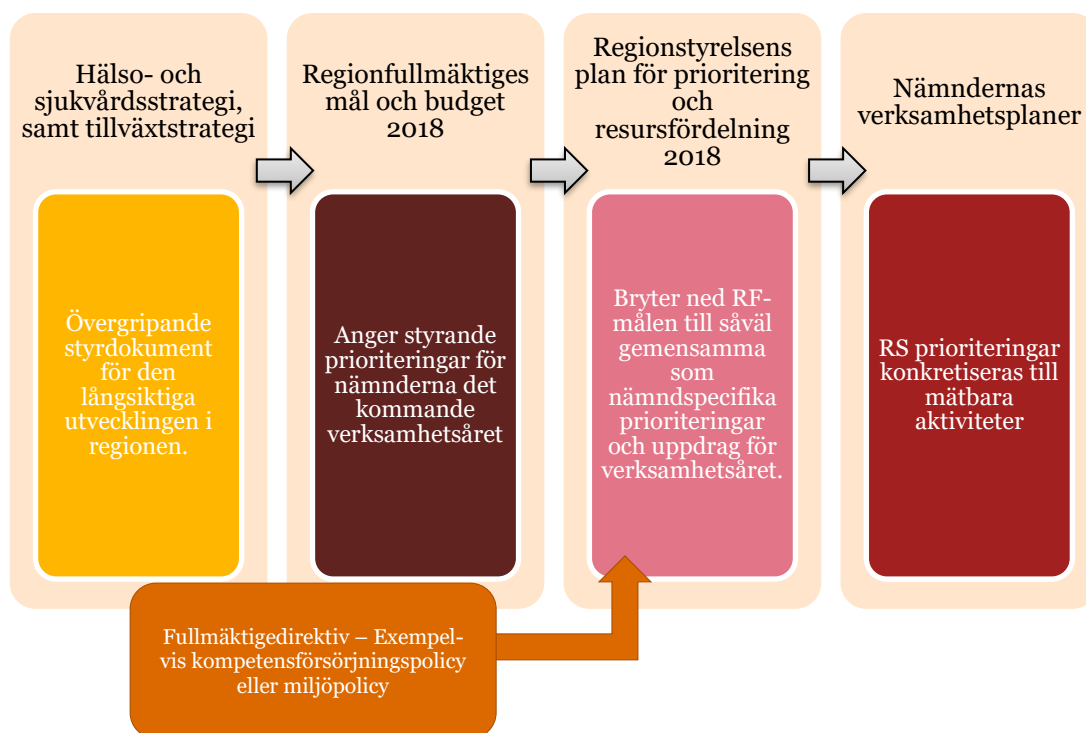 Hälso- och
sjukvårdsstrategi,
samt tillväxtstrategi
Övergripande
styrdokument
för den
långsiktiga
utvecklingen i
regionen.
Regionfullmäktiges
mål och budget
2018
Anger styrande
prioriteringar för
nämnderna det
kommande
verksamhetsåret
Regionstyrelsens
plan för prioritering
och
resursfördelning
2018
Bryter ned RF-
målen till såväl
gemensamma
som
nämndspecifika
prioriteringar
och uppdrag för
verksamhetsåret.
Nämndernas
verksamhetsplaner
RS prioriteringar
konkretiseras till
mätbara
aktiviteter
Fullmäktigedirektiv – Exempel-
vis kompetensförsörjningspolicy
eller miljöpolicy